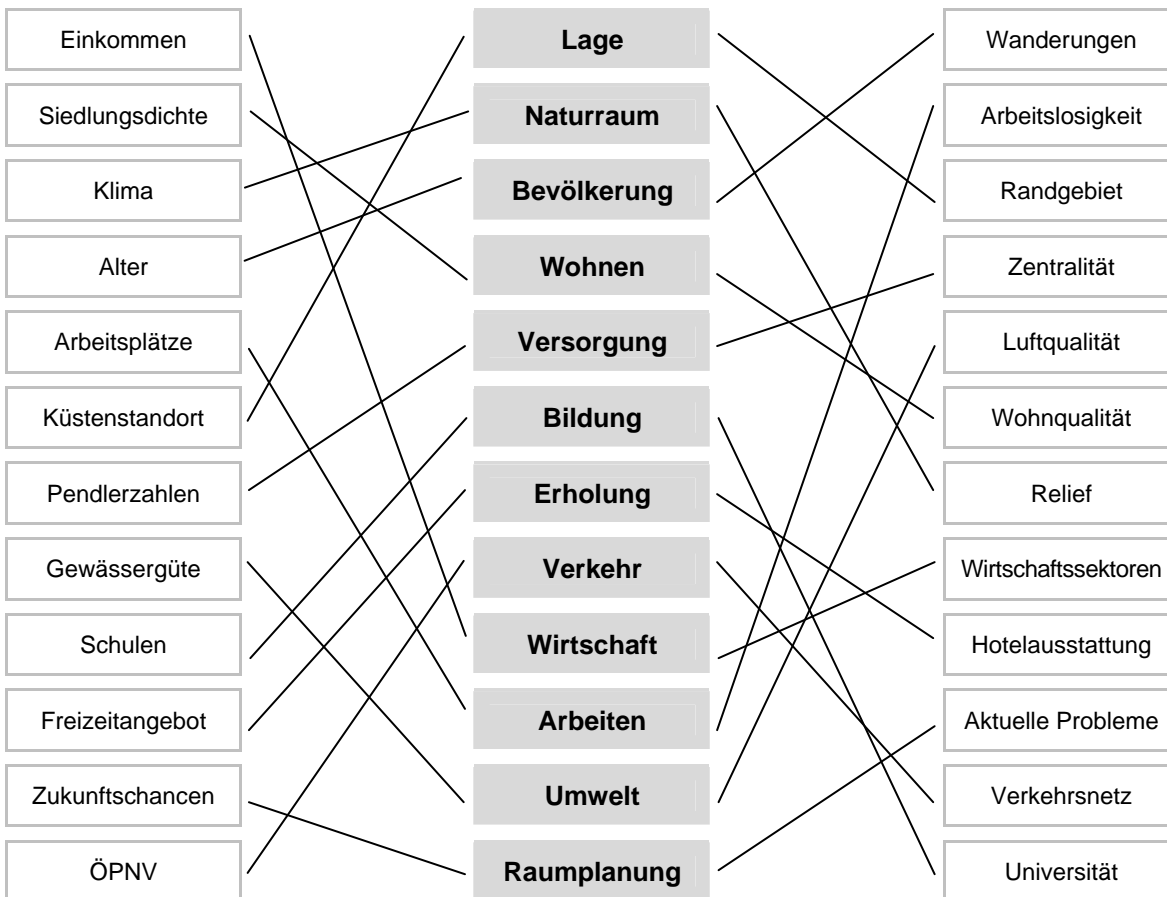 Einkommen
Lage
Wanderungen
Siedlungsdichte
Naturraum
Arbeitslosigkeit
Klima
Bevölkerung
Randgebiet
Alter
Wohnen
Zentralität
Arbeitsplätze
Versorgung
Luftqualität
Küstenstandort
Bildung
Wohnqualität
Pendlerzahlen
Erholung
Relief
Gewässergüte
Verkehr
Wirtschaftssektoren
Schulen
Wirtschaft
Hotelausstattung
Freizeitangebot
Arbeiten
Aktuelle Probleme
Zukunftschancen
Umwelt
Verkehrsnetz
ÖPNV
Raumplanung
Universität